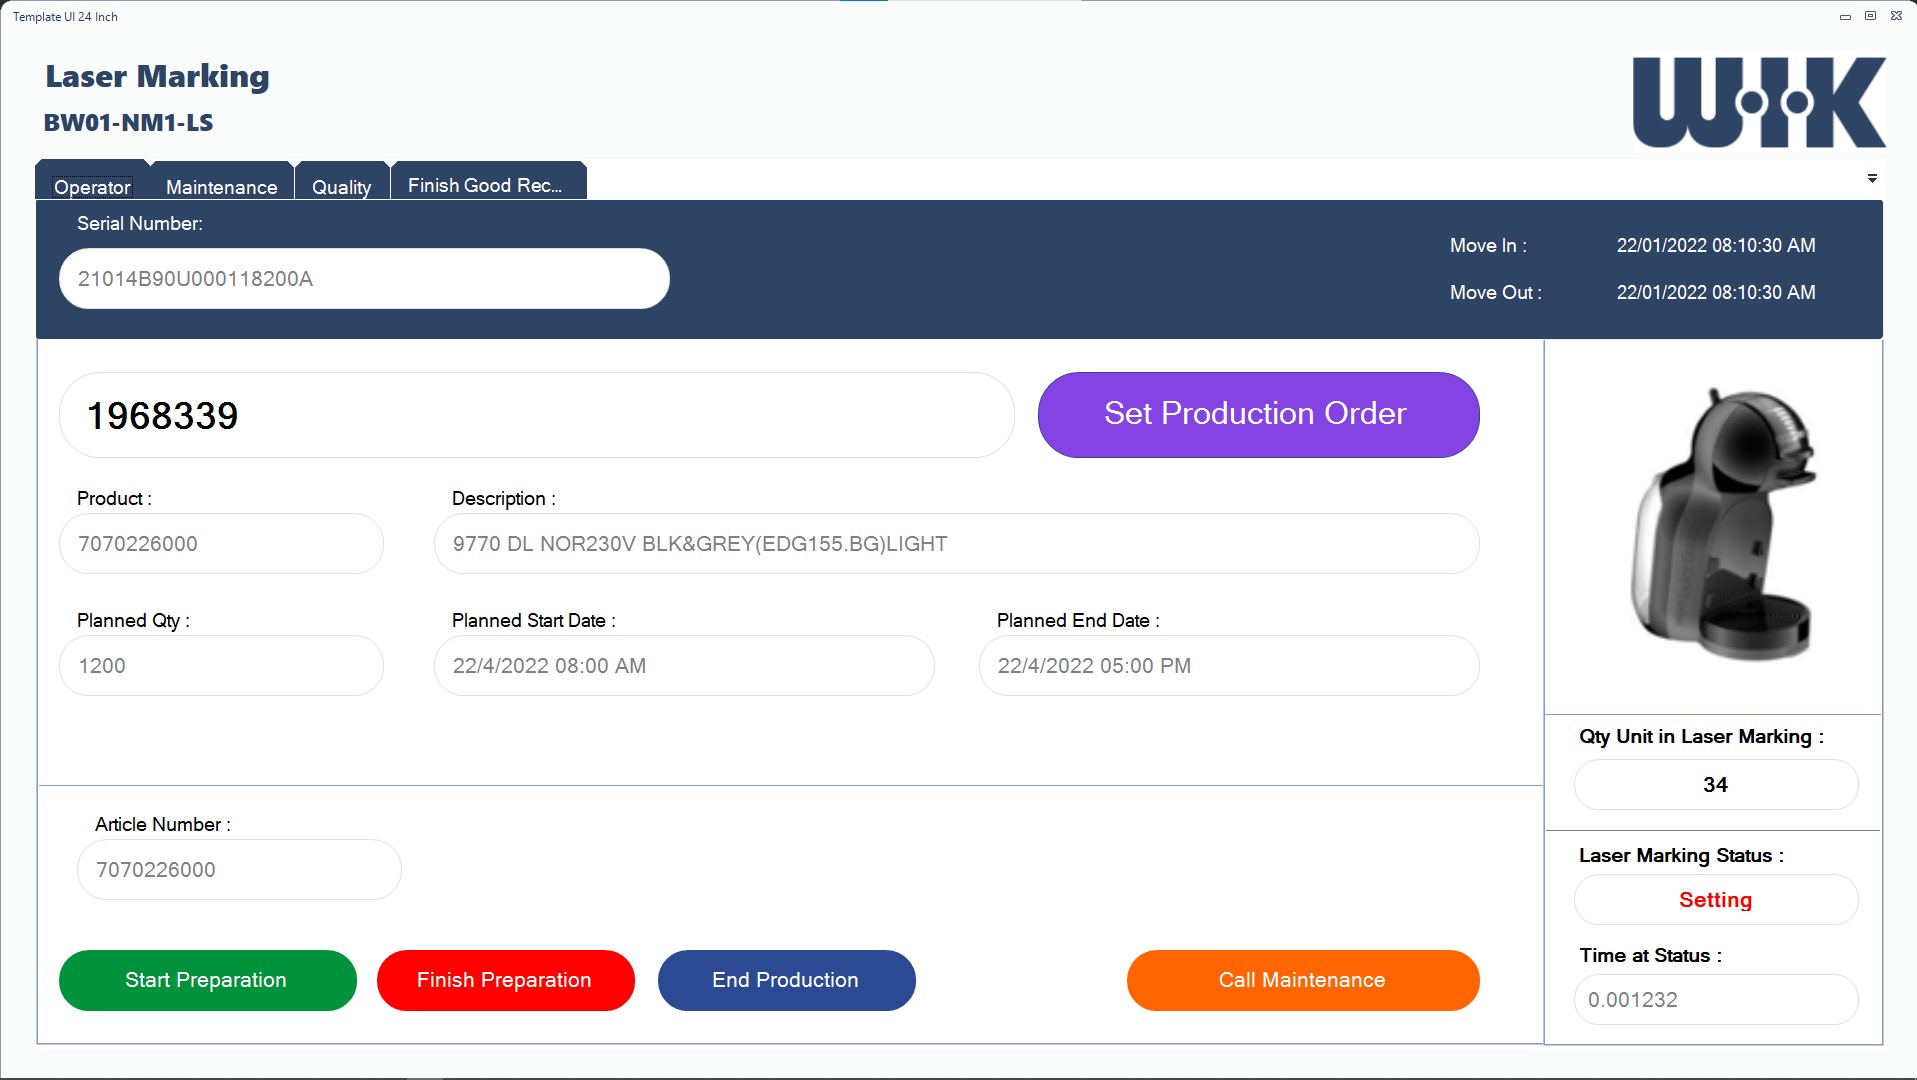 Template UI 24 Inch
Laser Marking
BW01-NM1-LS
WIK
Operator
Maintenance
Quality
Finish Good Rec...
Serial Number:
21014B90U000118200A
Move In : 22/01/2022 08:10:30 AM
Move Out : 22/01/2022 08:10:30 AM
1968339
Set Production Order
Product :
7070226000
Description :
9770 DL NOR230V BLK&GREY(EDG155.BG)LIGHT
Planned Qty :
1200
Planned Start Date :
22/4/2022 08:00 AM
Planned End Date :
22/4/2022 05:00 PM
Article Number :
7070226000
Start Preparation
Finish Preparation
End Production
Call Maintenance
Qty Unit in Laser Marking :
34
Laser Marking Status :
Setting
Time at Status :
0.001232